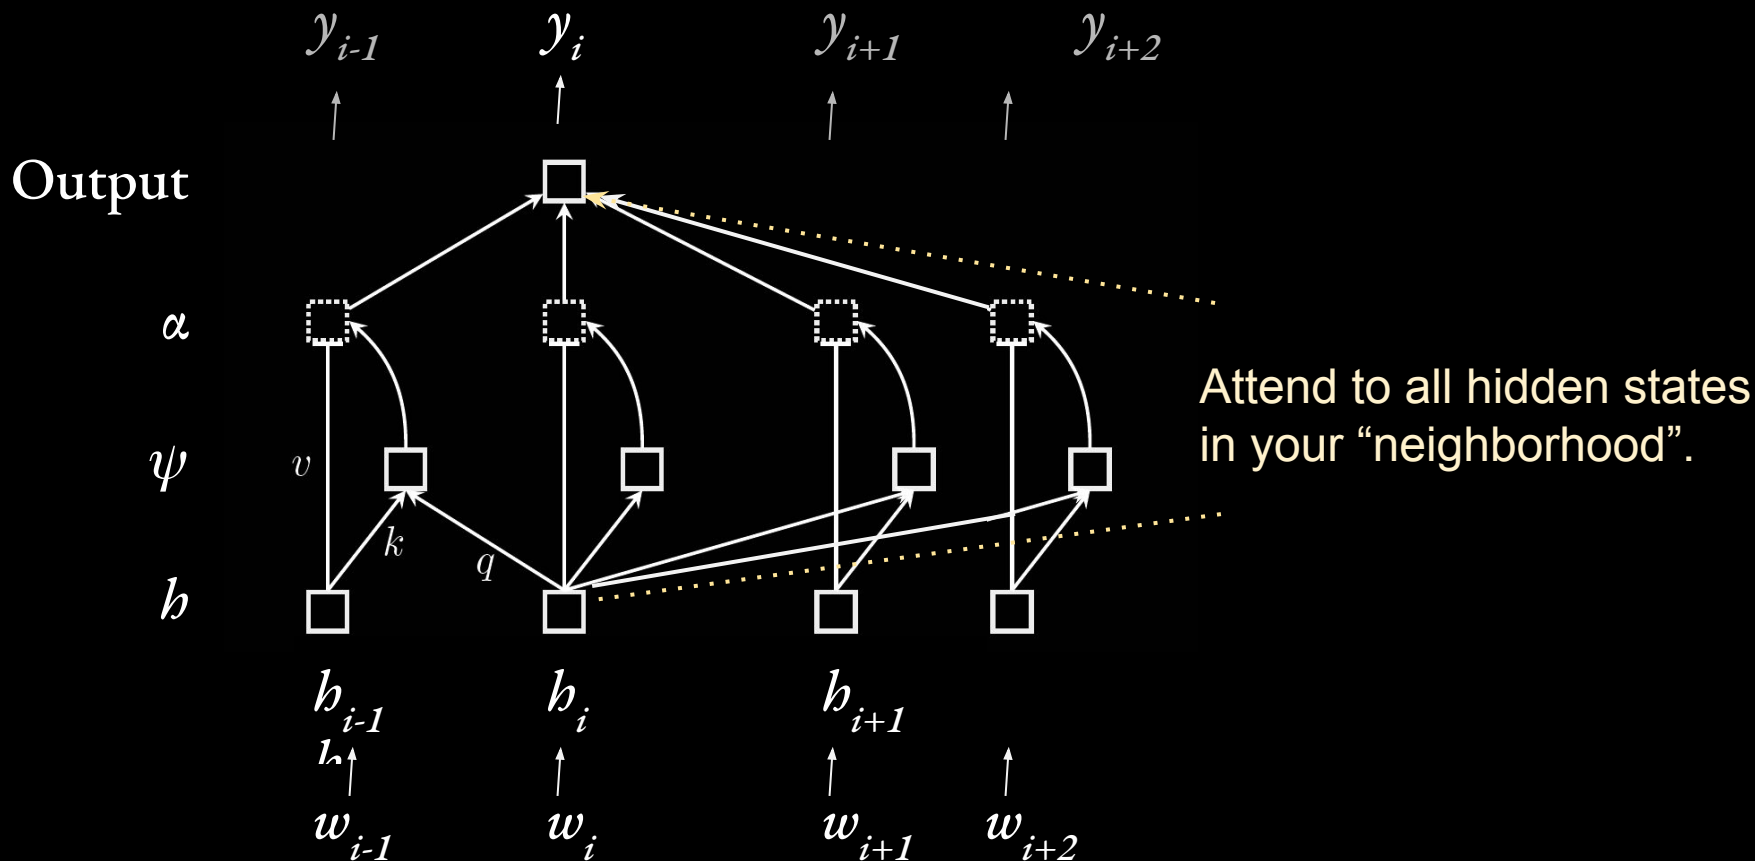 y_{i-1} y_i y_{i+1} y_{i+2}
Output
α
Attend to all hidden states
in your “neighborhood”.
ψ
v
k
q
h
h_{i-1} h_i h_{i+1}
w_{i-1} w_i w_{i+1} w_{i+2}